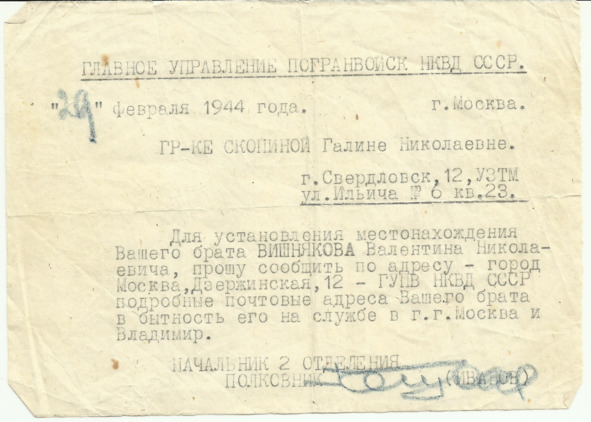 ГЛАВНОЕ УПРАВЛЕНИЕ ПОГРАНВОЙСК НКВД СССР.
"29" февраля 1944 года. г.Москва.
ГР-КЕ СКОПИНОЙ Галине Николаевне.
г.Свердловск,12,УЗТМ
ул.Ильича № 6 кв.23.
Для установления местонахождения
Вашего брата ВИШНЯКОВА Валентина Никола-
евича, прошу сообщить по адресу - город
Москва,Дзержинская,12 - ГУПВ НКВД СССР
подробные почтовые адреса Вашего брата
в бытность его на службе в г.г.Москва и
Владимир.
НАЧАЛЬНИК 2 ОТДЕЛЕНИЯ
ПОЛКОВНИК (ИВАНОВ)